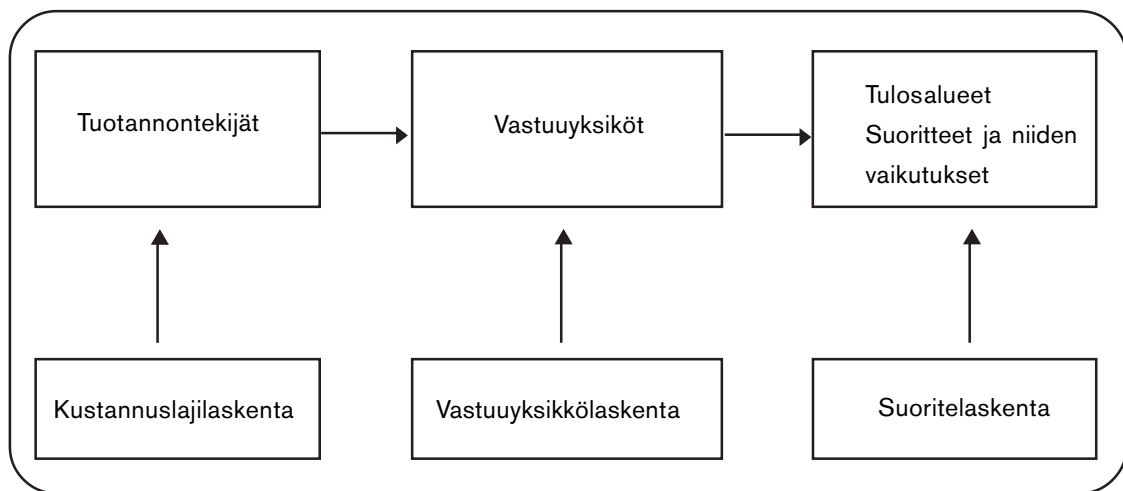 Tuotannontekijät
Vastuuyksiköt
Tulosalueet
Suoritteet ja niiden
vaikutukset
Kustannuslajilaskenta
Vastuuyksikkölaskenta
Suoritelaskenta